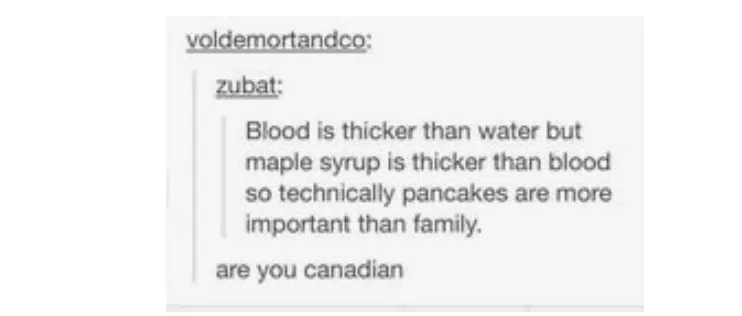 voldemortandco:
zubat:
Blood is thicker than water but
maple syrup is thicker than blood
so technically pancakes are more
important than family.
are you canadian